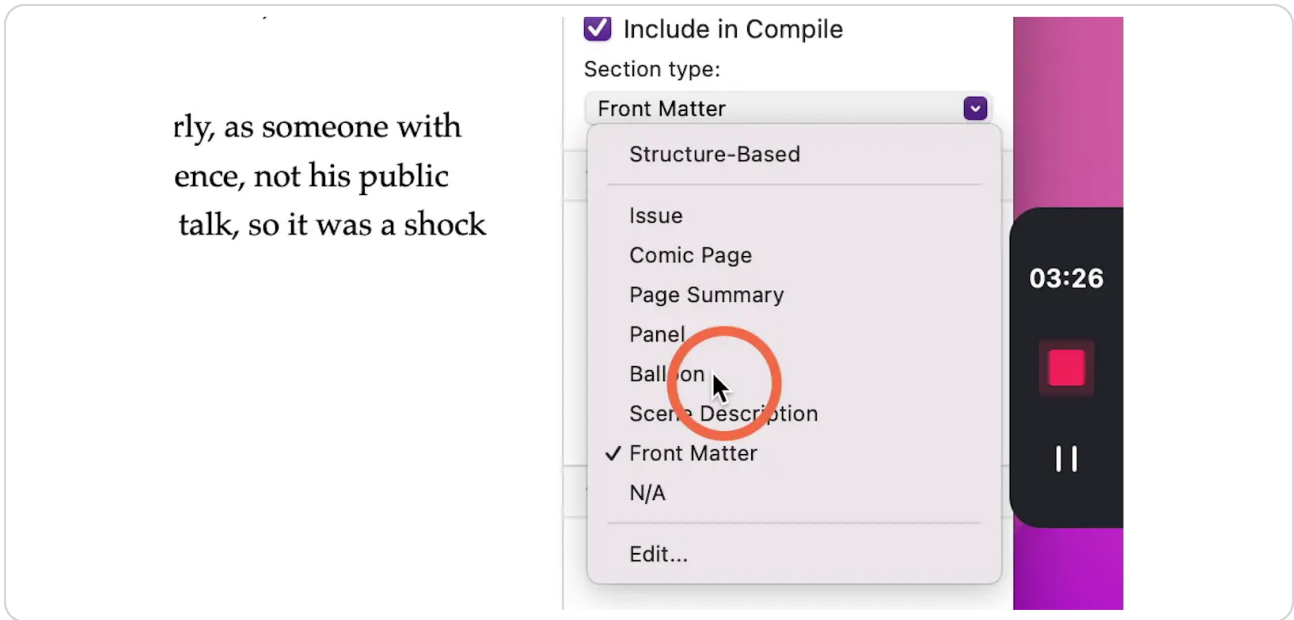 rly, as someone with
ence, not his public
talk, so it was a shock
Include in Compile
Section type:
Front Matter
Structure-Based
Issue
Comic Page
Page Summary
Panel
Balloon
Scene Description
Front Matter
N/A
Edit...
03:26